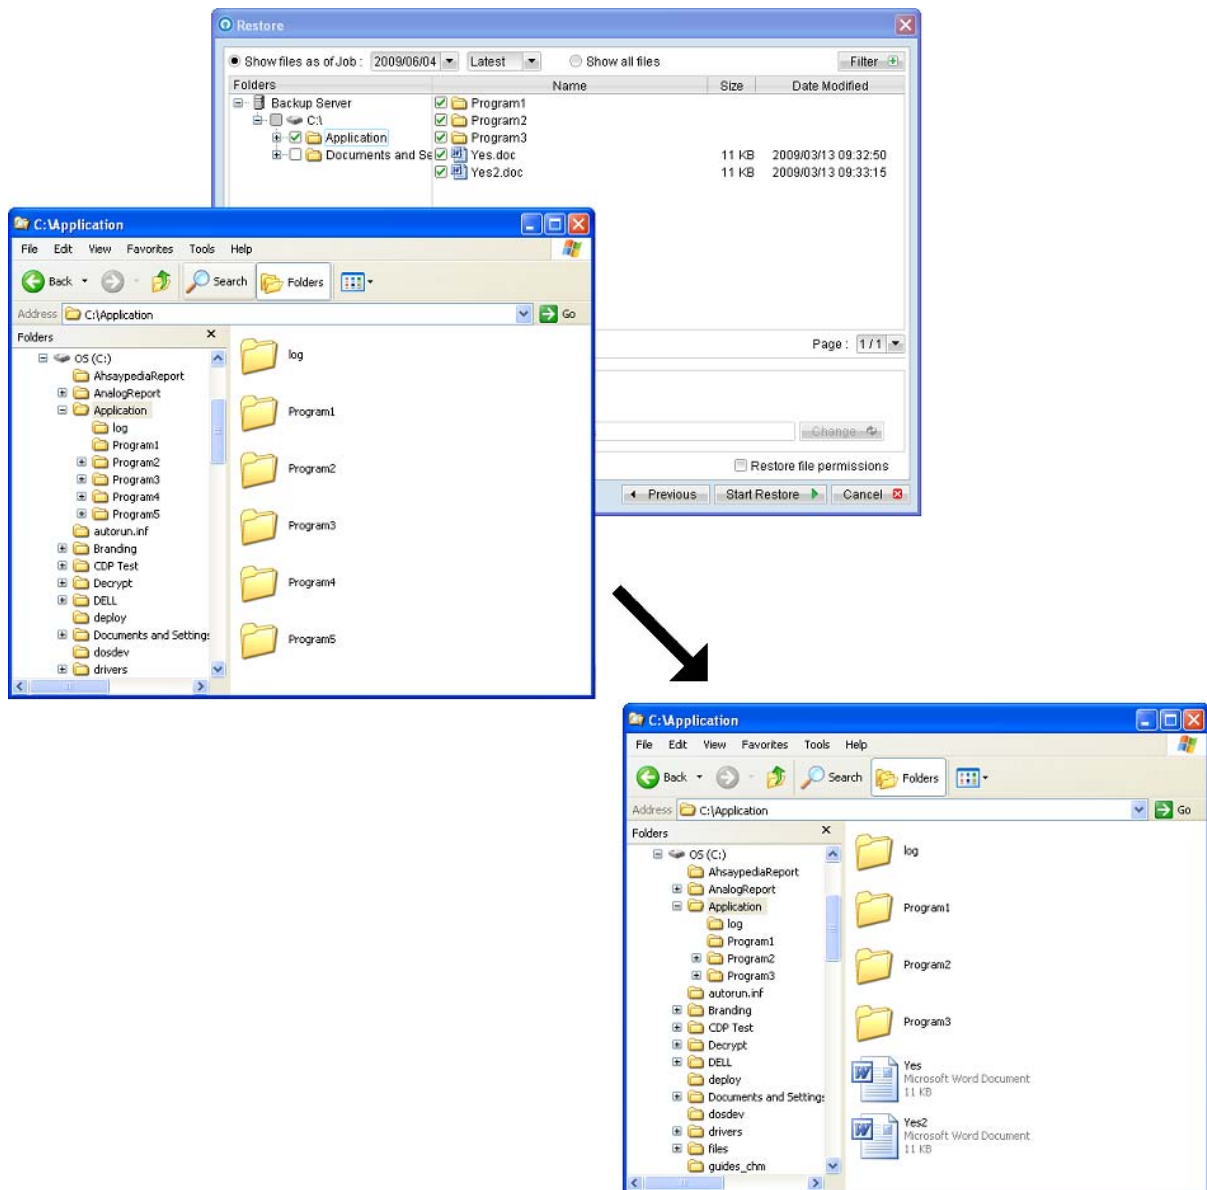 Restore
Show files as of Job : 2009/06/04 Latest Show all files Filter
Folders Name Size Date Modified
Backup Server
C:\
Application
Documents and Se
Program1
Program2
Program3
Yes.doc 11 KB 2009/03/13 09:32:50
Yes2.doc 11 KB 2009/03/13 09:33:15
Page : 1 / 1
Change
Restore file permissions
Previous Start Restore Cancel
C:\Application
File Edit View Favorites Tools Help
Back Search Folders
Address C:\Application Go
Folders x
OS (C:)
AhsaypediaReport
AnalogReport
Application
log
Program1
Program2
Program3
Program4
Program5
autorun.inf
Branding
CDP Test
Decrypt
DELL
deploy
Documents and Settings
dosdev
drivers
log
Program1
Program2
Program3
Program4
Program5
C:\Application
File Edit View Favorites Tools Help
Back Search Folders
Address C:\Application Go
Folders x
OS (C:)
AhsaypediaReport
AnalogReport
Application
log
Program1
Program2
Program3
autorun.inf
Branding
CDP Test
Decrypt
DELL
deploy
Documents and Settings
dosdev
drivers
files
guides_chm
log
Program1
Program2
Program3
Yes
Microsoft Word Document
11 KB
Yes2
Microsoft Word Document
11 KB